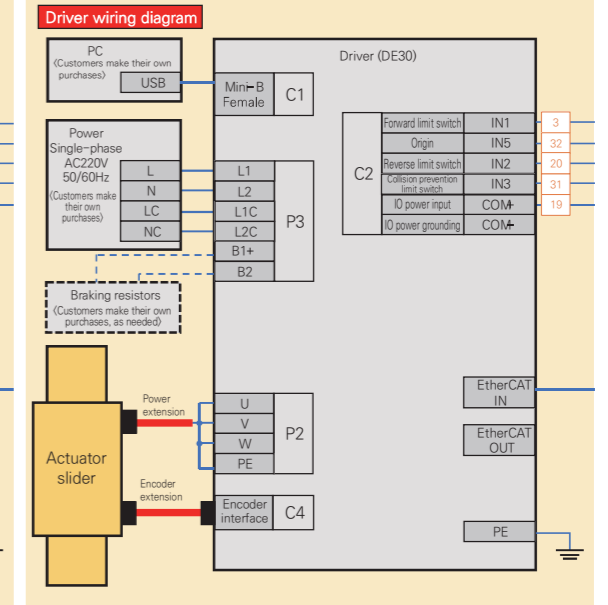 Driver wiring diagram
PC
(Customers make their own
purchases)
USB
Mini-B
Female
C1
Driver (DE30)
Power
Single-phase
AC220V
50/60Hz
(Customers make
their own
purchases)
L
N
LC
NC
L1
L2
L1C
L2C
B1+
B2
P3
C2
Forward limit switch IN1 3
Origin IN5 32
Reverse limit switch IN2 20
Collision prevention
limit switch IN3 31
IO power input COM+ 19
IO power grounding COM-
Braking resistors
(Customers make their own
purchases, as needed)
Actuator
slider
Power
extension
U
V
W
PE
P2
Encoder
extension
Encoder
interface
C4
EtherCAT
IN
EtherCAT
OUT
PE